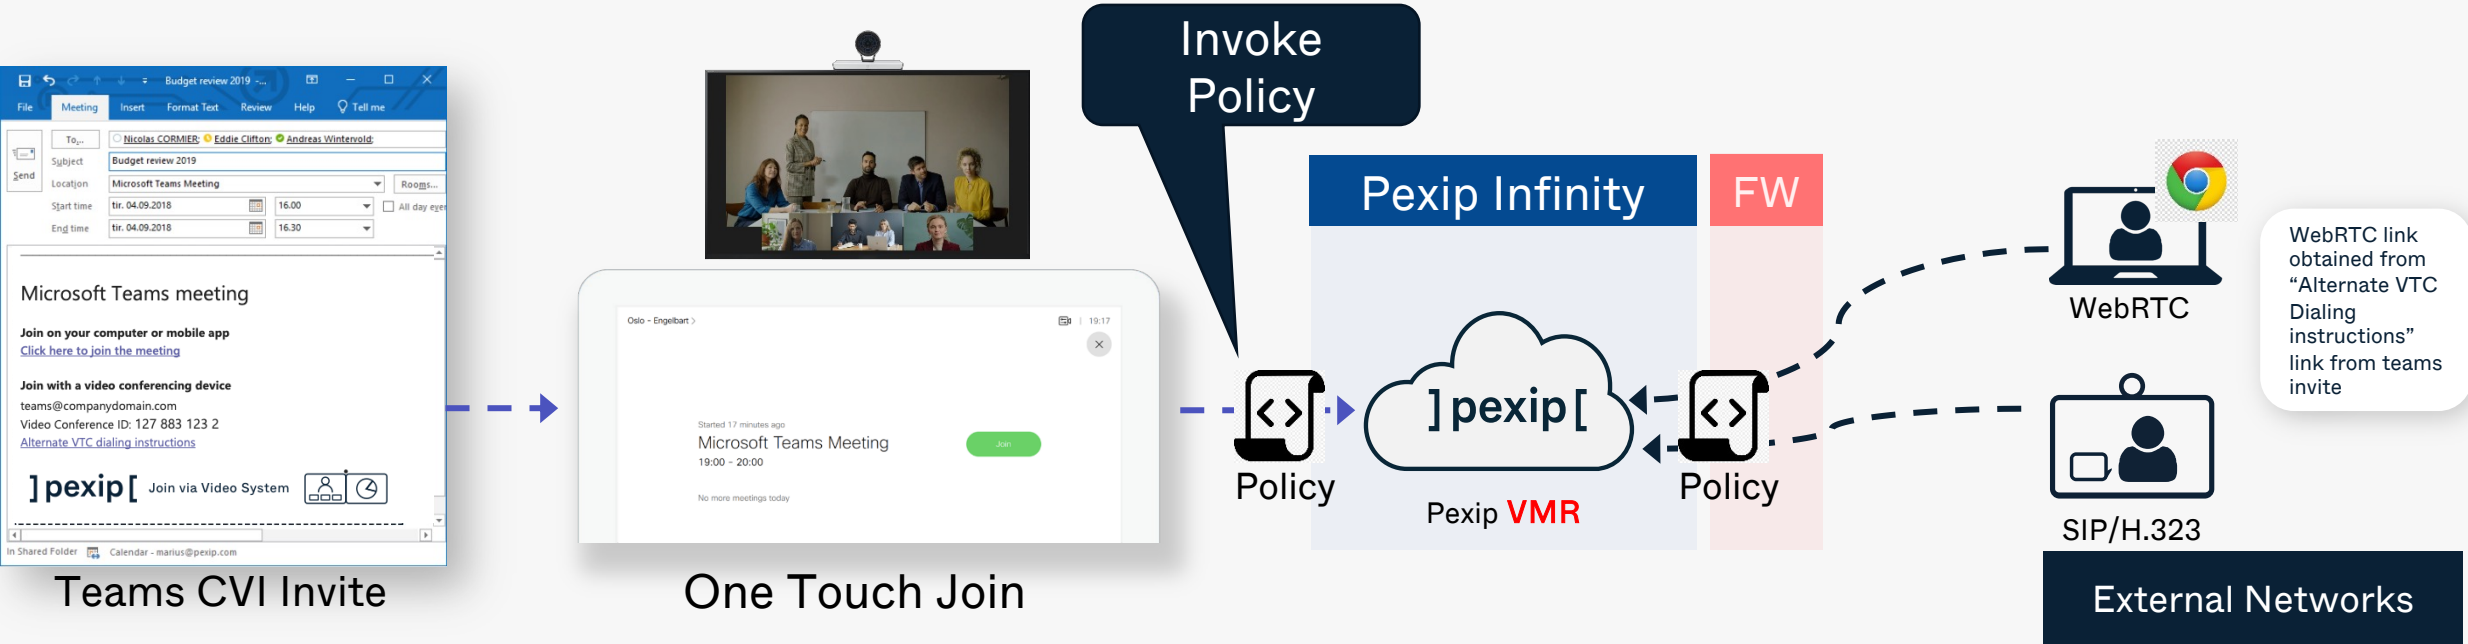 Budget review 2019 -...
File Meeting Insert Format Text Review Help Tell me
To... Nicolas CORMIER; Eddie Clifton; Andreas Wintervold;
Subject Budget review 2019
Send
Location Microsoft Teams Meeting Rooms...
Start time tir. 04.09.2018 16.00 All day eve
End time tir. 04.09.2018 16.30
Microsoft Teams meeting
Join on your computer or mobile app
Click here to join the meeting
Join with a video conferencing device
teams@companydomain.com
Video Conference ID: 127 883 123 2
Alternate VTC dialing instructions
]pexip[ Join via Video System
In Shared Folder Calendar - marius@pexip.com
Teams CVI Invite
Oslo - Engelbart > 19:17
Started 17 minutes ago
Microsoft Teams Meeting
19:00 - 20:00
Join
No more meetings today
One Touch Join
Invoke
Policy
Policy
Pexip Infinity
]pexip[
Pexip VMR
FW
Policy
WebRTC
SIP/H.323
External Networks
WebRTC link
obtained from
“Alternate VTC
Dialing
instructions”
link from teams
invite